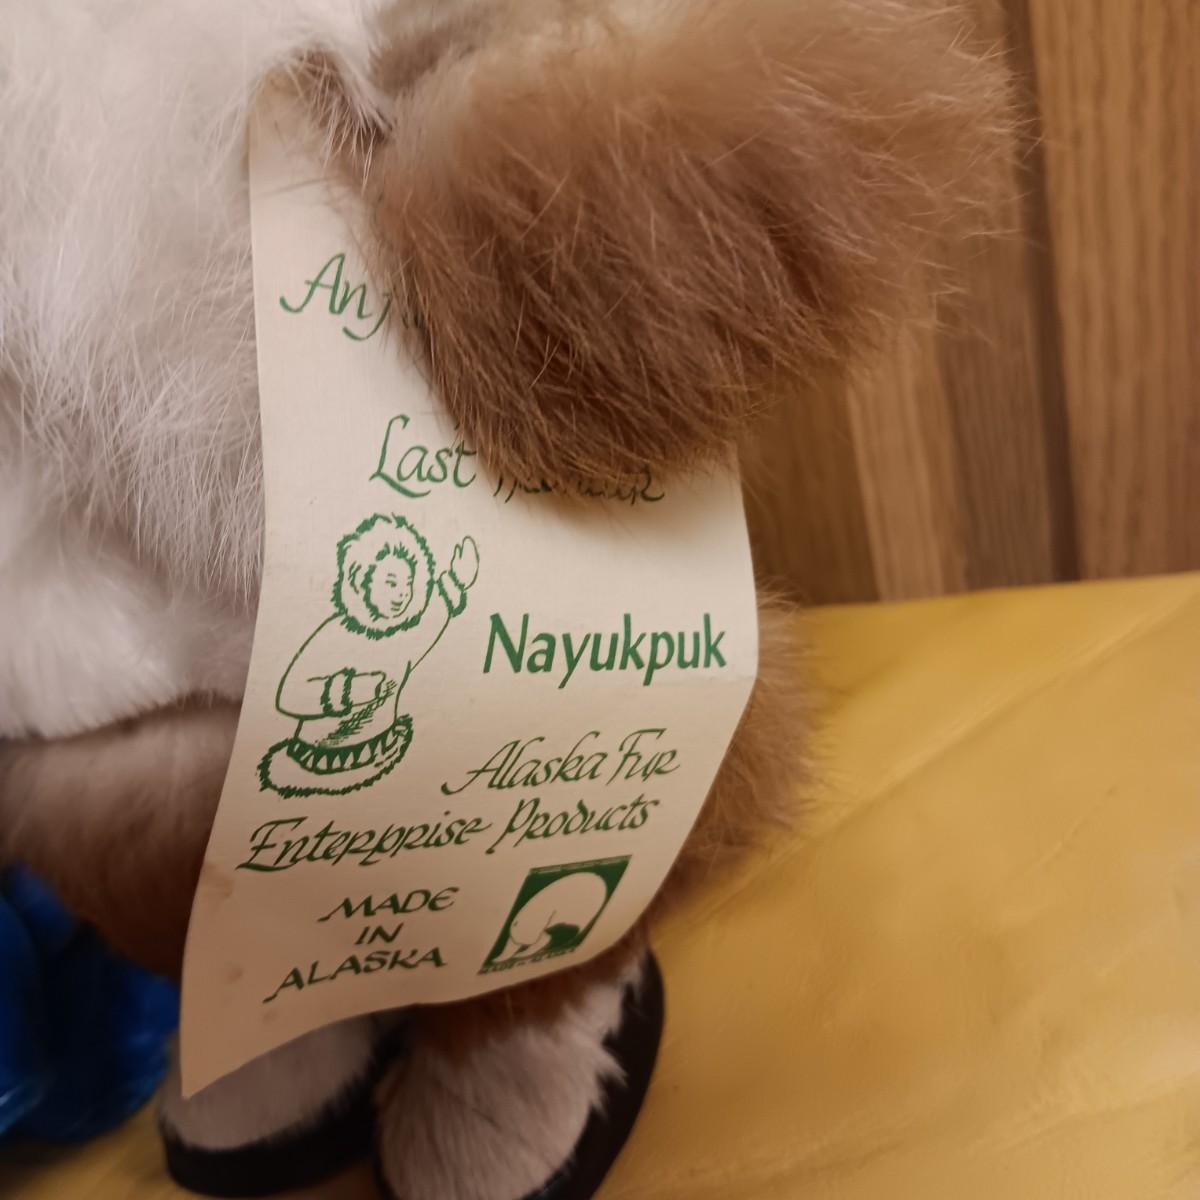 Last
Nayukpuk
Alaska Fur
Enterprise Products
MADE
IN
ALASKA